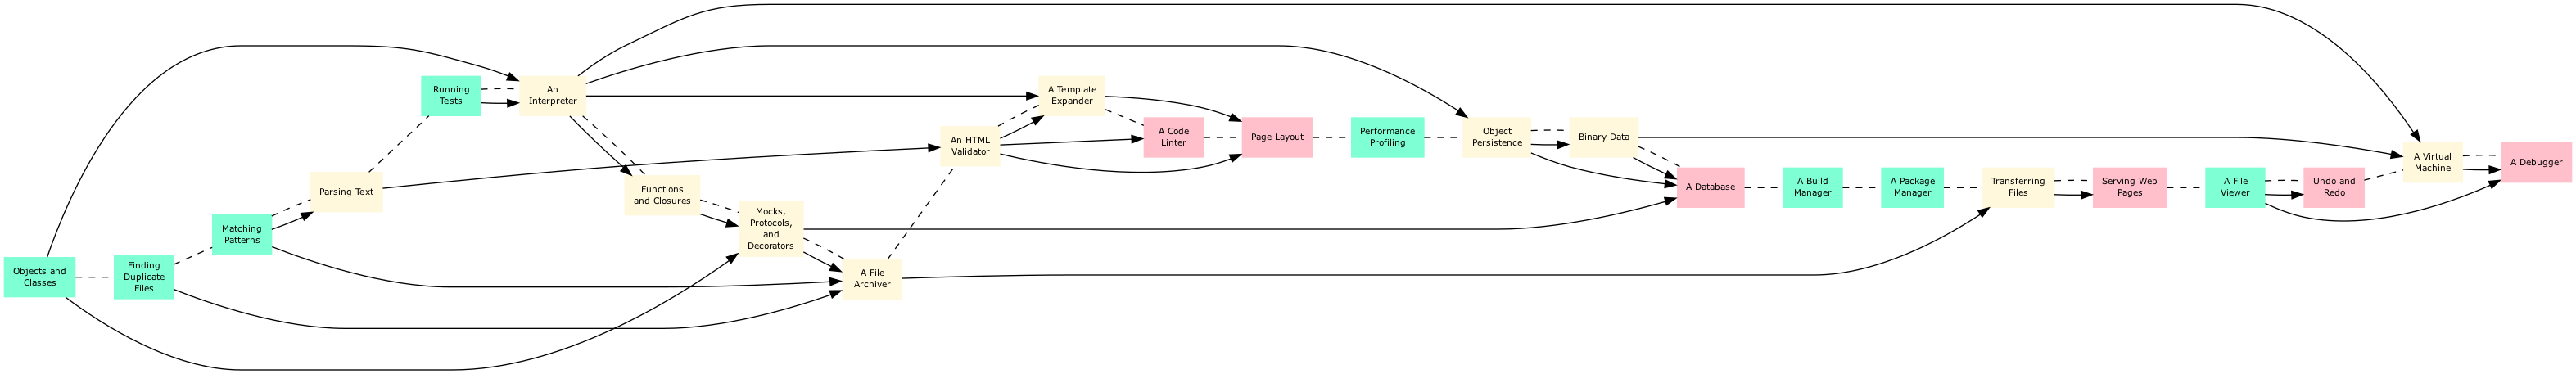 Objects and
Classes
Finding
Duplicate
Files
Matching
Patterns
Parsing Text
Running
Tests
An
Interpreter
Functions
and Closures
Mocks,
Protocols,
and
Decorators
A File
Archiver
An HTML
Validator
A Template
Expander
A Code
Linter
Page Layout
Performance
Profiling
Object
Persistence
Binary Data
A Database
A Build
Manager
A Package
Manager
Transferring
Files
Serving Web
Pages
A File
Viewer
Undo and
Redo
A Virtual
Machine
A Debugger